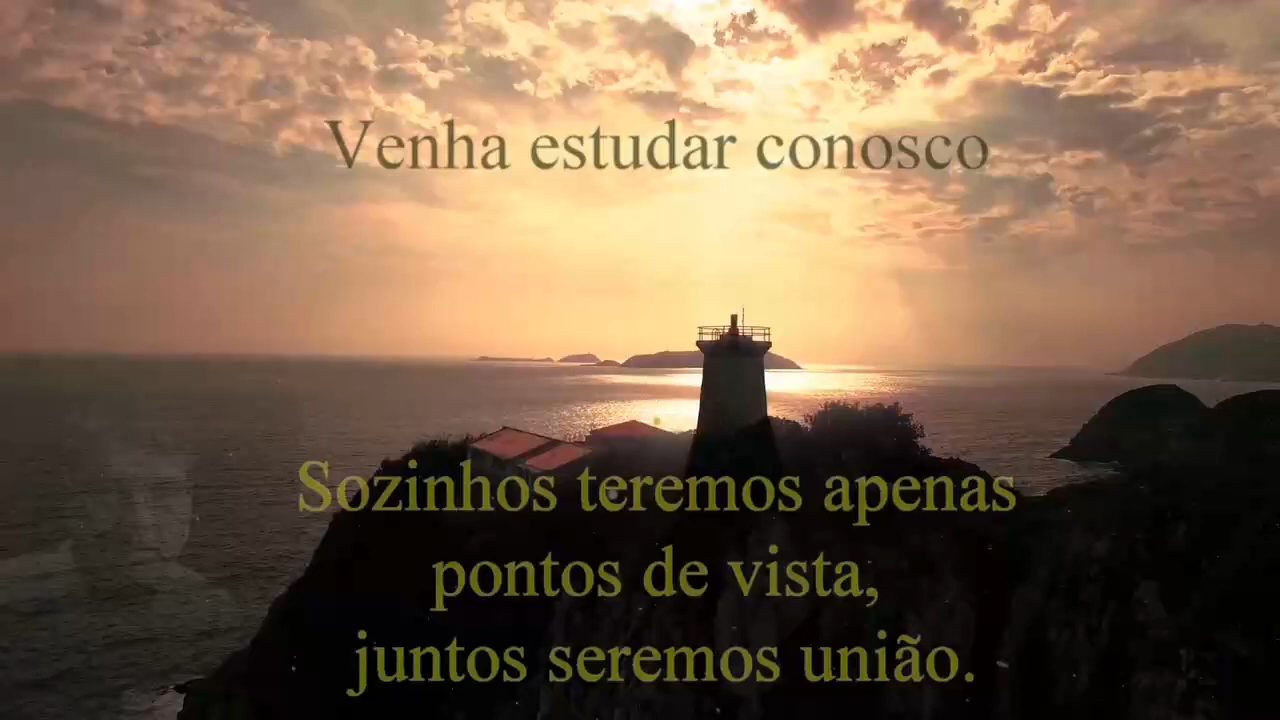 Venha estudar conosco
Sozinhos teremos apenas
pontos de vista,
juntos seremos união.